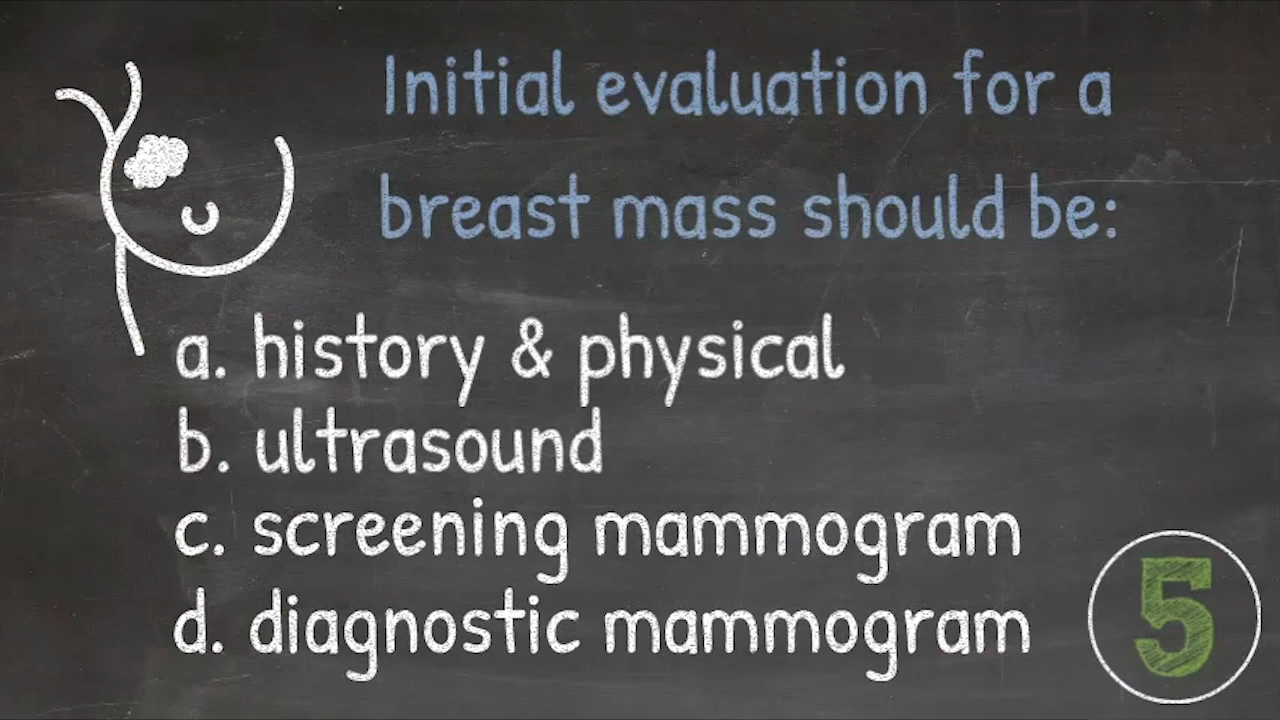 Initial evaluation for a
breast mass should be:
a. history & physical
b. ultrasound
c. screening mammogram
d. diagnostic mammogram
5